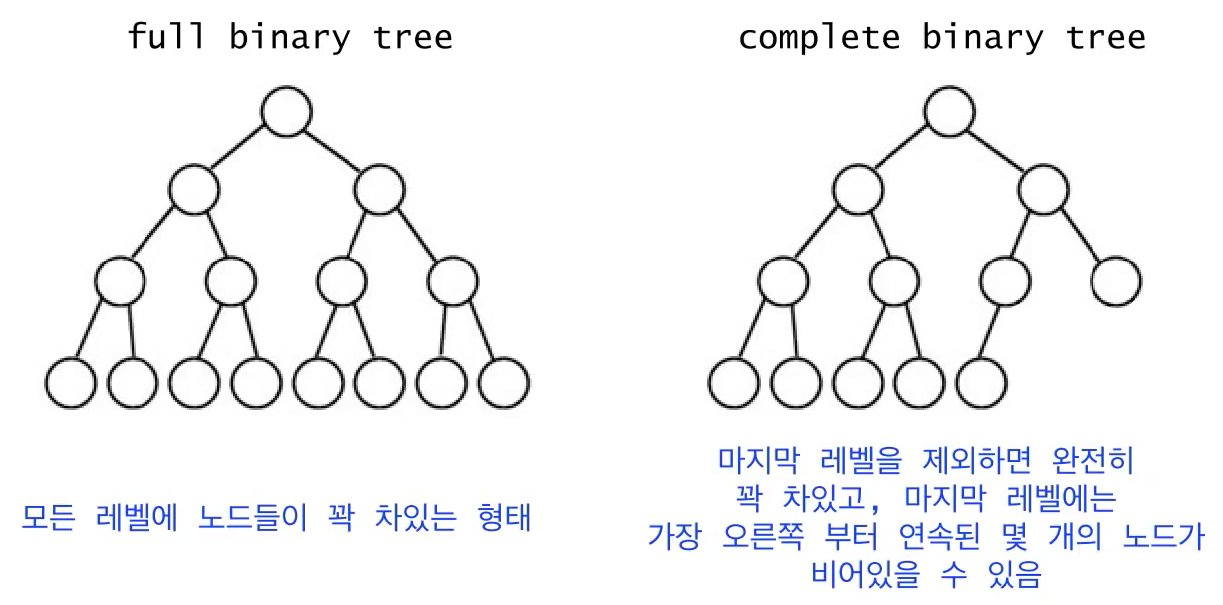 full binary tree
complete binary tree
모든 레벨에 노드들이 꽉 차있는 형태
마지막 레벨을 제외하면 완전히
꽉 차있고, 마지막 레벨에는
가장 오른쪽 부터 연속된 몇 개의 노드가
비어있을 수 있음